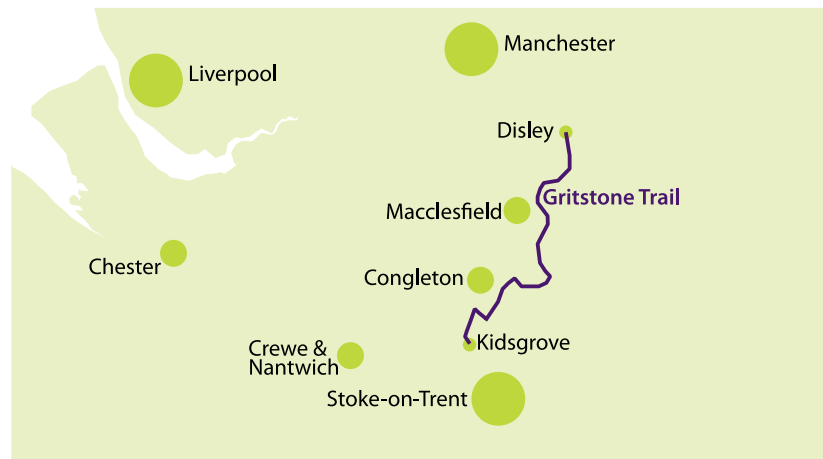 Manchester
Liverpool
Disley
Gritstone Trail
Macclesfield
Chester
Congleton
Kidsgrove
Crewe &
Nantwich
Stoke-on-Trent